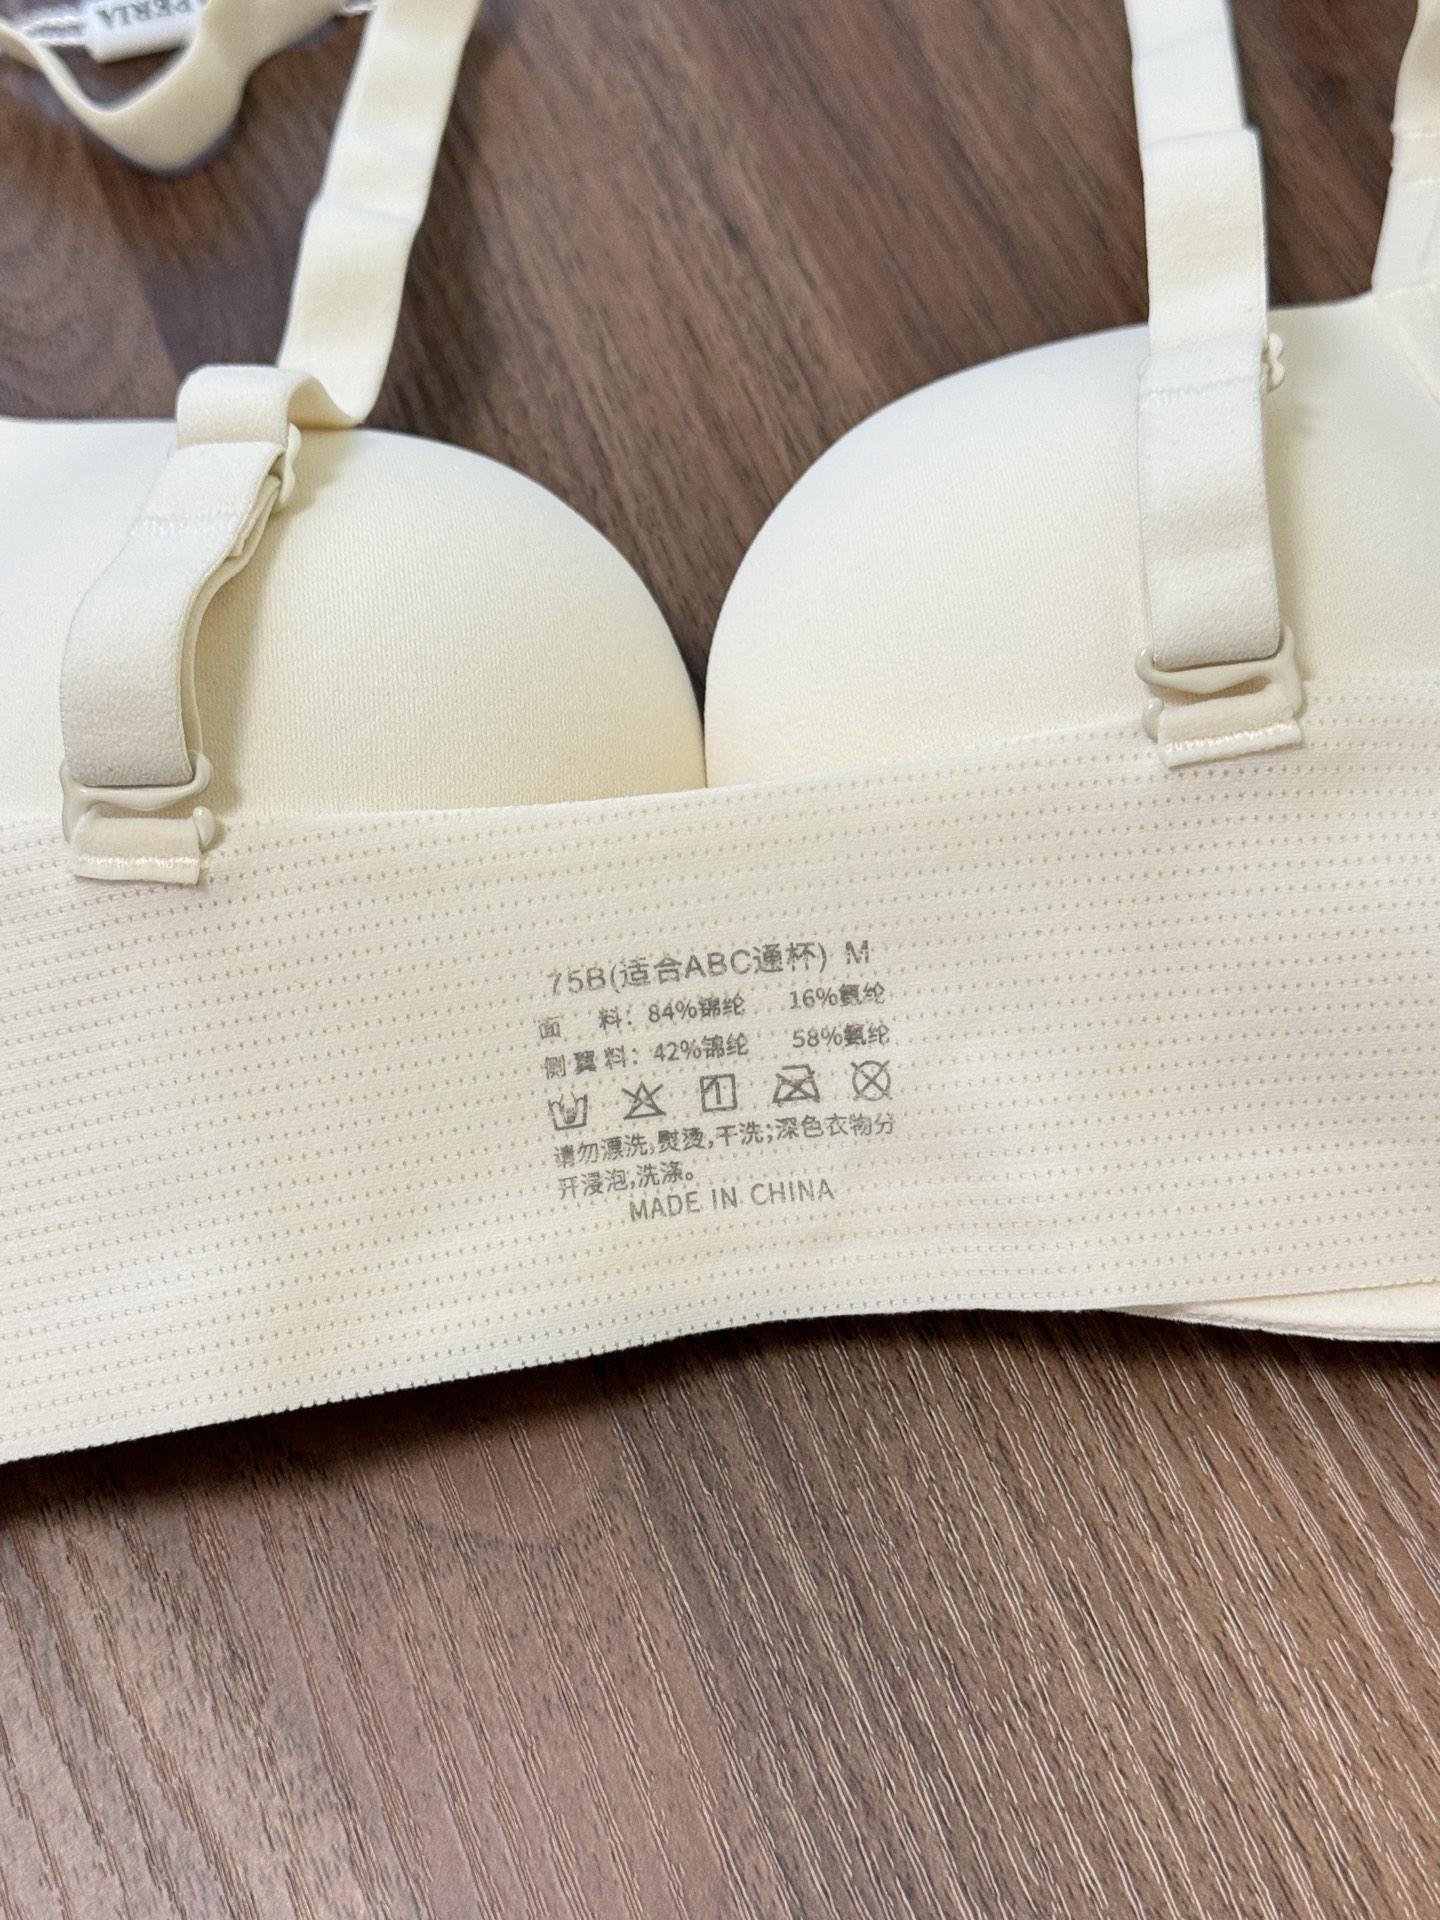 PERIA
75B(适合ABC通杯) M
面 料: 84%锦纶 16%氨纶
侧翼料: 42%锦纶 58%氨纶
请勿漂洗,熨烫,干洗;深色衣物分
开浸泡,洗涤。
MADE IN CHINA